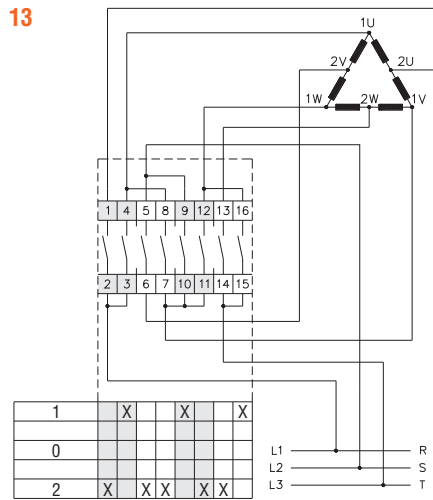 13
1U
2V 2U
1W 2W 1V
1 4 5 8 9 12 13 16
2 3 6 7 10 11 14 15
1 X X X
0
2 X X X X X
L1 R
L2 S
L3 T